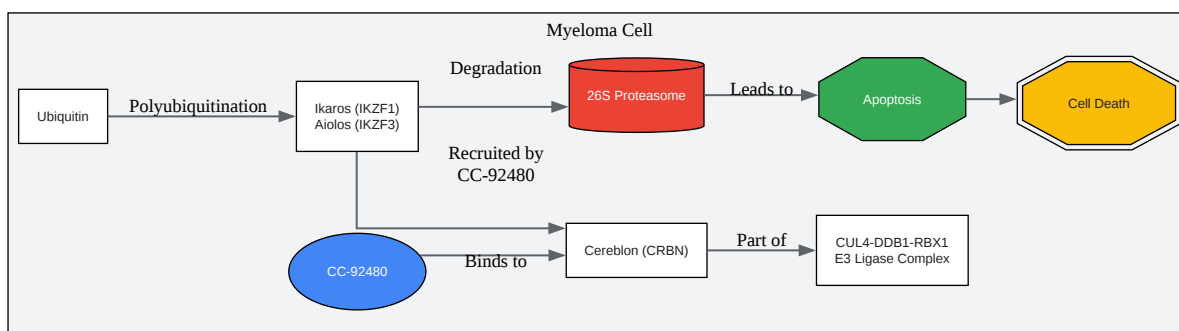 Myeloma Cell
Degradation
26S Proteasome
Leads to
Apoptosis
Cell Death
Ubiquitin
Polyubiquitination
Ikaros (IKZF1)
Aiolos (IKZF3)
Recruited by
CC-92480
CC-92480
Binds to
Cereblon (CRBN)
Part of
CUL4-DDB1-RBX1
E3 Ligase Complex